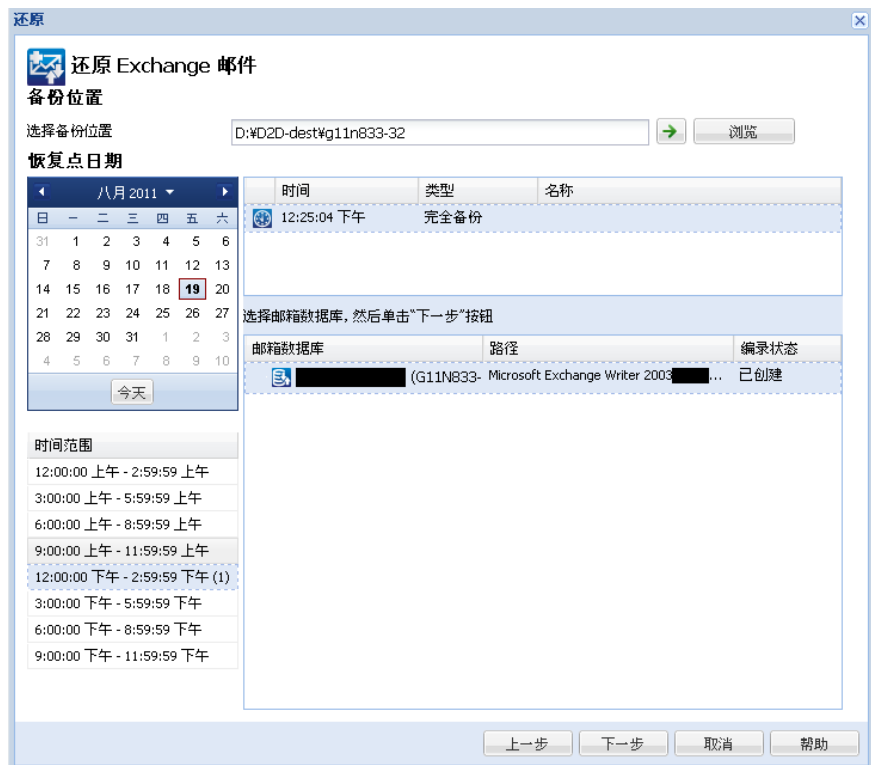 还原
还原 Exchange 邮件
备份位置
选择备份位置 D:¥D2D-dest¥g11n833-32 浏览
恢复点日期
八月 2011
日 一 二 三 四 五 六
31 1 2 3 4 5 6
7 8 9 10 11 12 13
14 15 16 17 18 19 20
21 22 23 24 25 26 27
28 29 30 31 1 2 3
4 5 6 7 8 9 10
今天
时间范围
12:00:00 上午 - 2:59:59 上午
3:00:00 上午 - 5:59:59 上午
6:00:00 上午 - 8:59:59 上午
9:00:00 上午 - 11:59:59 上午
12:00:00 下午 - 2:59:59 下午 (1)
3:00:00 下午 - 5:59:59 下午
6:00:00 下午 - 8:59:59 下午
9:00:00 下午 - 11:59:59 下午
时间 类型 名称
12:25:04 下午 完全备份
选择邮箱数据库, 然后单击“下一步”按钮
邮箱数据库 路径 编录状态
(G11N833- Microsoft Exchange Writer 2003 ... 已创建
上一步 下一步 取消 帮助